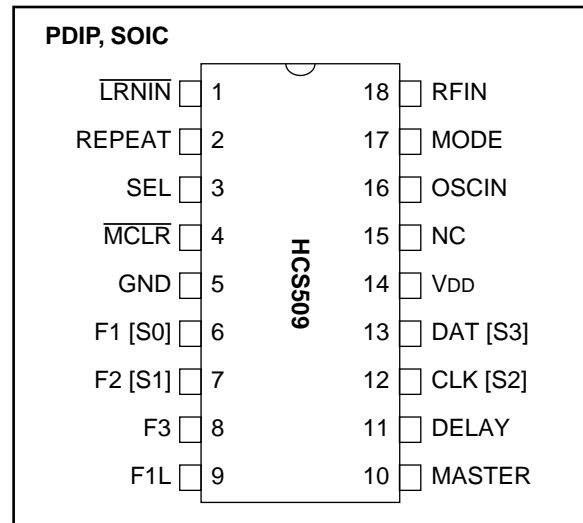 PDIP, SOIC
LRNIN 1 18 RFIN
REPEAT 2 17 MODE
SEL 3 16 OSCIN
MCLR 4 15 NC
GND 5 14 VDD
F1 [S0] 6 13 DAT [S3]
F2 [S1] 7 12 CLK [S2]
F3 8 11 DELAY
F1L 9 10 MASTER
HCS509